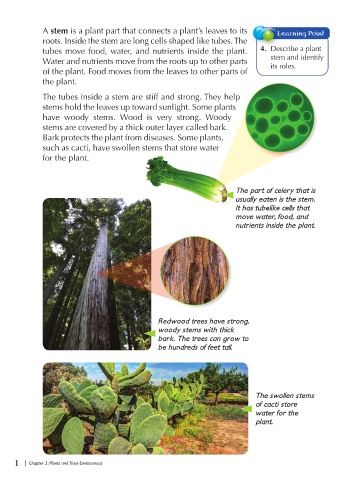 A stem is a plant part that connects a plant's leaves to its
roots. Inside the stem are long cells shaped like tubes. The
tubes move food, water, and nutrients inside the plant.
Water and nutrients move from the roots up to other parts
of the plant. Food moves from the leaves to other parts of
the plant.
The tubes inside a stem are stiff and strong. They help
stems hold the leaves up toward sunlight. Some plants
have woody stems. Wood is very strong. Woody
stems are covered by a thick outer layer called bark.
Bark protects the plant from diseases. Some plants,
such as cacti, have swollen stems that store water
for the plant.
Learning Point
4. Describe a plant
stem and identify
its roles.
The part of celery that is
usually eaten is the stem.
It has tubelike cells that
move water, food, and
nutrients inside the plant.
Redwood trees have strong,
woody stems with thick
bark. The trees can grow to
be hundreds of feet tall.
The swollen stems
of cacti store
water for the
plant.
1 | Chapter 1: Plants and Their Environment